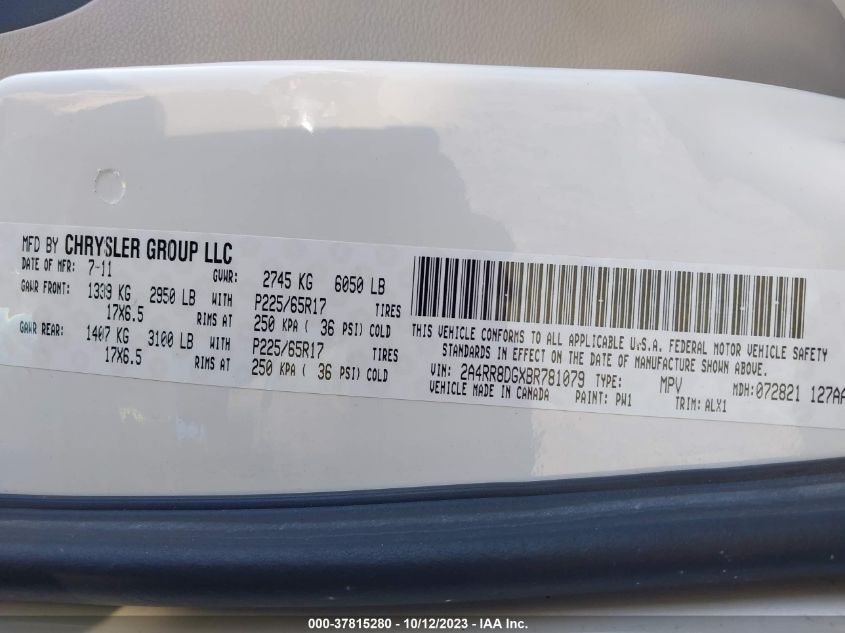 MFD BY CHRYSLER GROUP LLC
DATE OF MFR: 7-11 GVWR: 2745 KG 6050 LB
GAWR FRONT: 1339 KG 2950 LB WITH P225/65R17 TIRES
17X6.5 RIMS AT 250 KPA ( 36 PSI) COLD
GAWR REAR: 1407 KG 3100 LB WITH P225/65R17 TIRES
17X6.5 RIMS AT 250 KPA ( 36 PSI) COLD
THIS VEHICLE CONFORMS TO ALL APPLICABLE U.S.A. FEDERAL MOTOR VEHICLE SAFETY
STANDARDS IN EFFECT ON THE DATE OF MANUFACTURE SHOWN ABOVE.
VIN: 2A4RR8DGXBR781079 TYPE: MPV MDH:072821 127AA
VEHICLE MADE IN CANADA PAINT: PW1 TRIM: ALX1
000-37815280 - 10/12/2023 - IAA Inc.